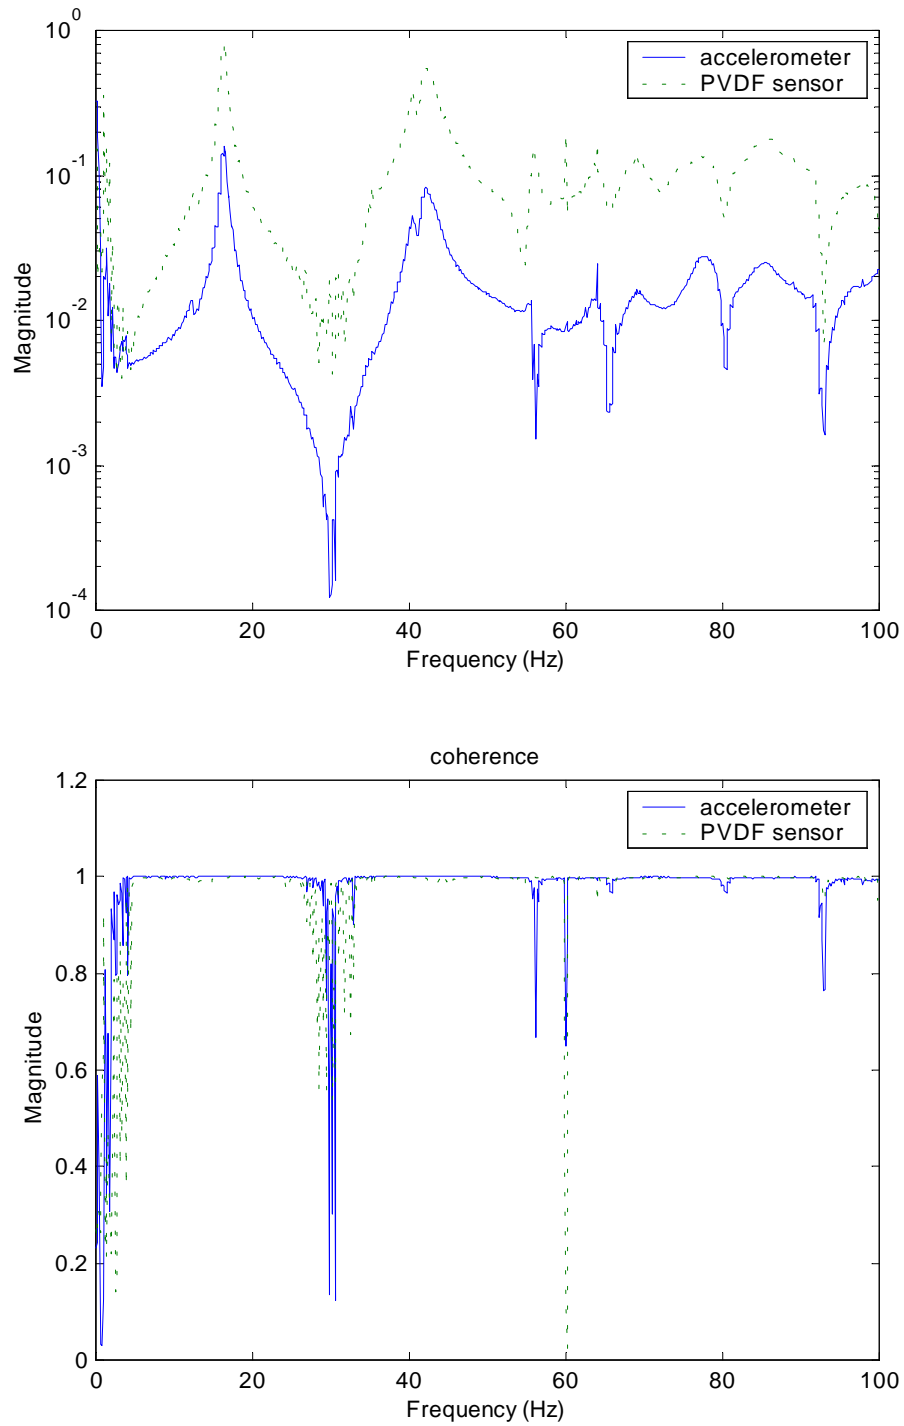 10^0
10^-1
10^-2
10^-3
10^-4
Magnitude
accelerometer
PVDF sensor
0 20 40 60 80 100
Frequency (Hz)
coherence
1.2
1
0.8
0.6
0.4
0.2
0
Magnitude
accelerometer
PVDF sensor
0 20 40 60 80 100
Frequency (Hz)